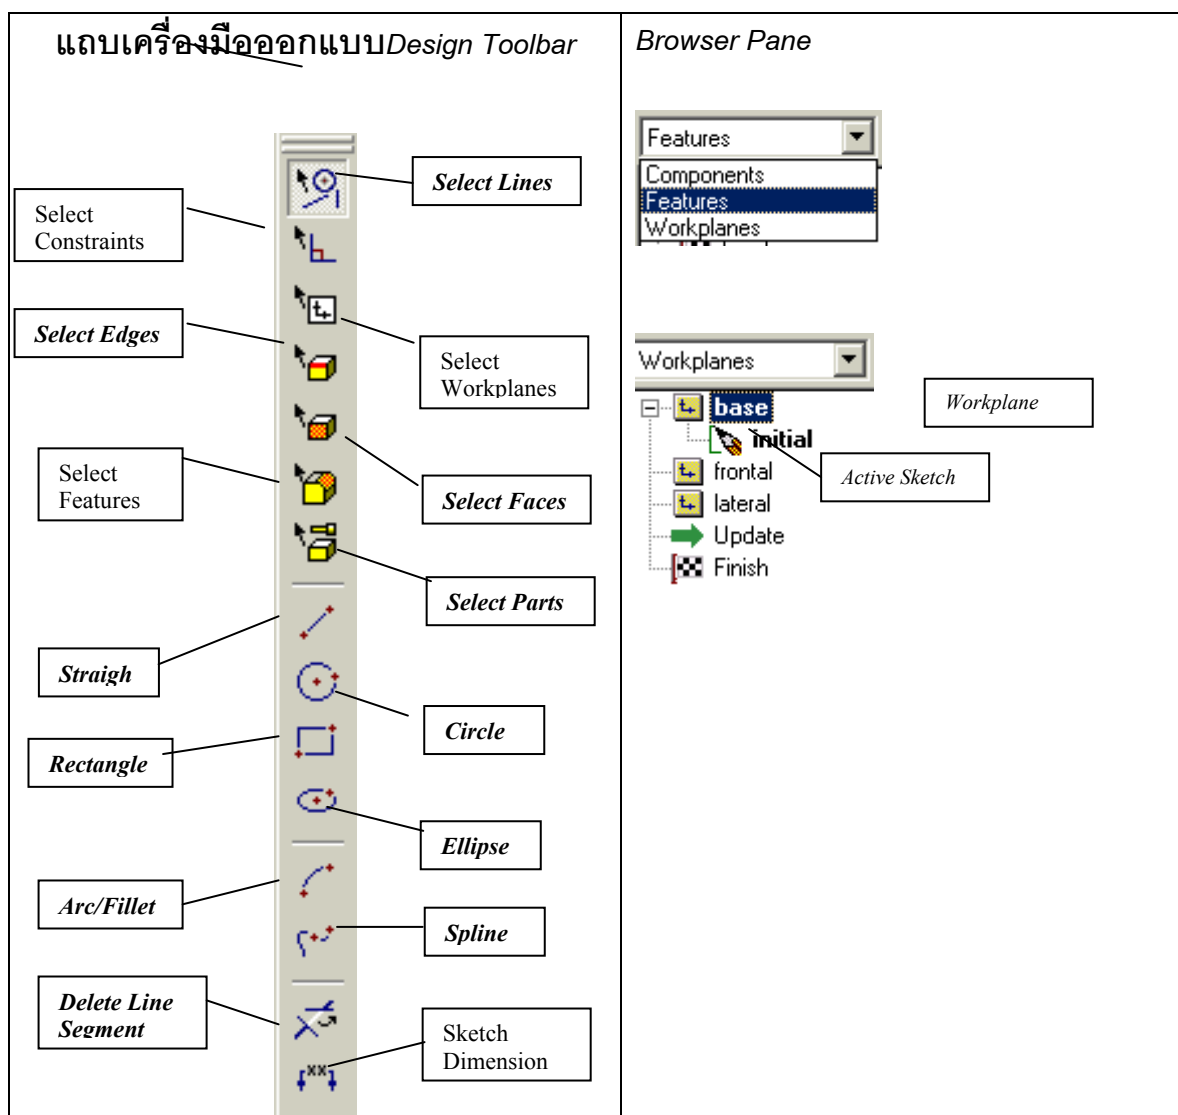 แถบเครื่องมือออกแบบDesign Toolbar
Select Lines
Select
Constraints
Select Edges
Select
Workplanes
Select
Features
Select Faces
Select Parts
Straigh
Circle
Rectangle
Ellipse
Arc/Fillet
Spline
Delete Line
Segment
Sketch
Dimension
xx
Browser Pane
Features
Components
Features
Workplanes
Workplanes
base
initial
frontal
lateral
Update
Finish
Workplane
Active Sketch